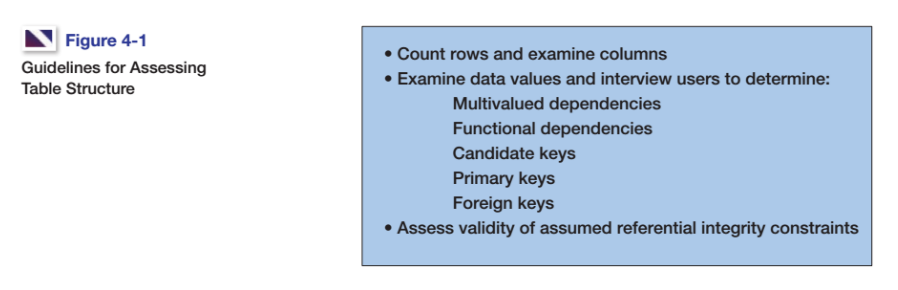 Figure 4-1
Guidelines for Assessing
Table Structure
• Count rows and examine columns
• Examine data values and interview users to determine:
Multivalued dependencies
Functional dependencies
Candidate keys
Primary keys
Foreign keys
• Assess validity of assumed referential integrity constraints